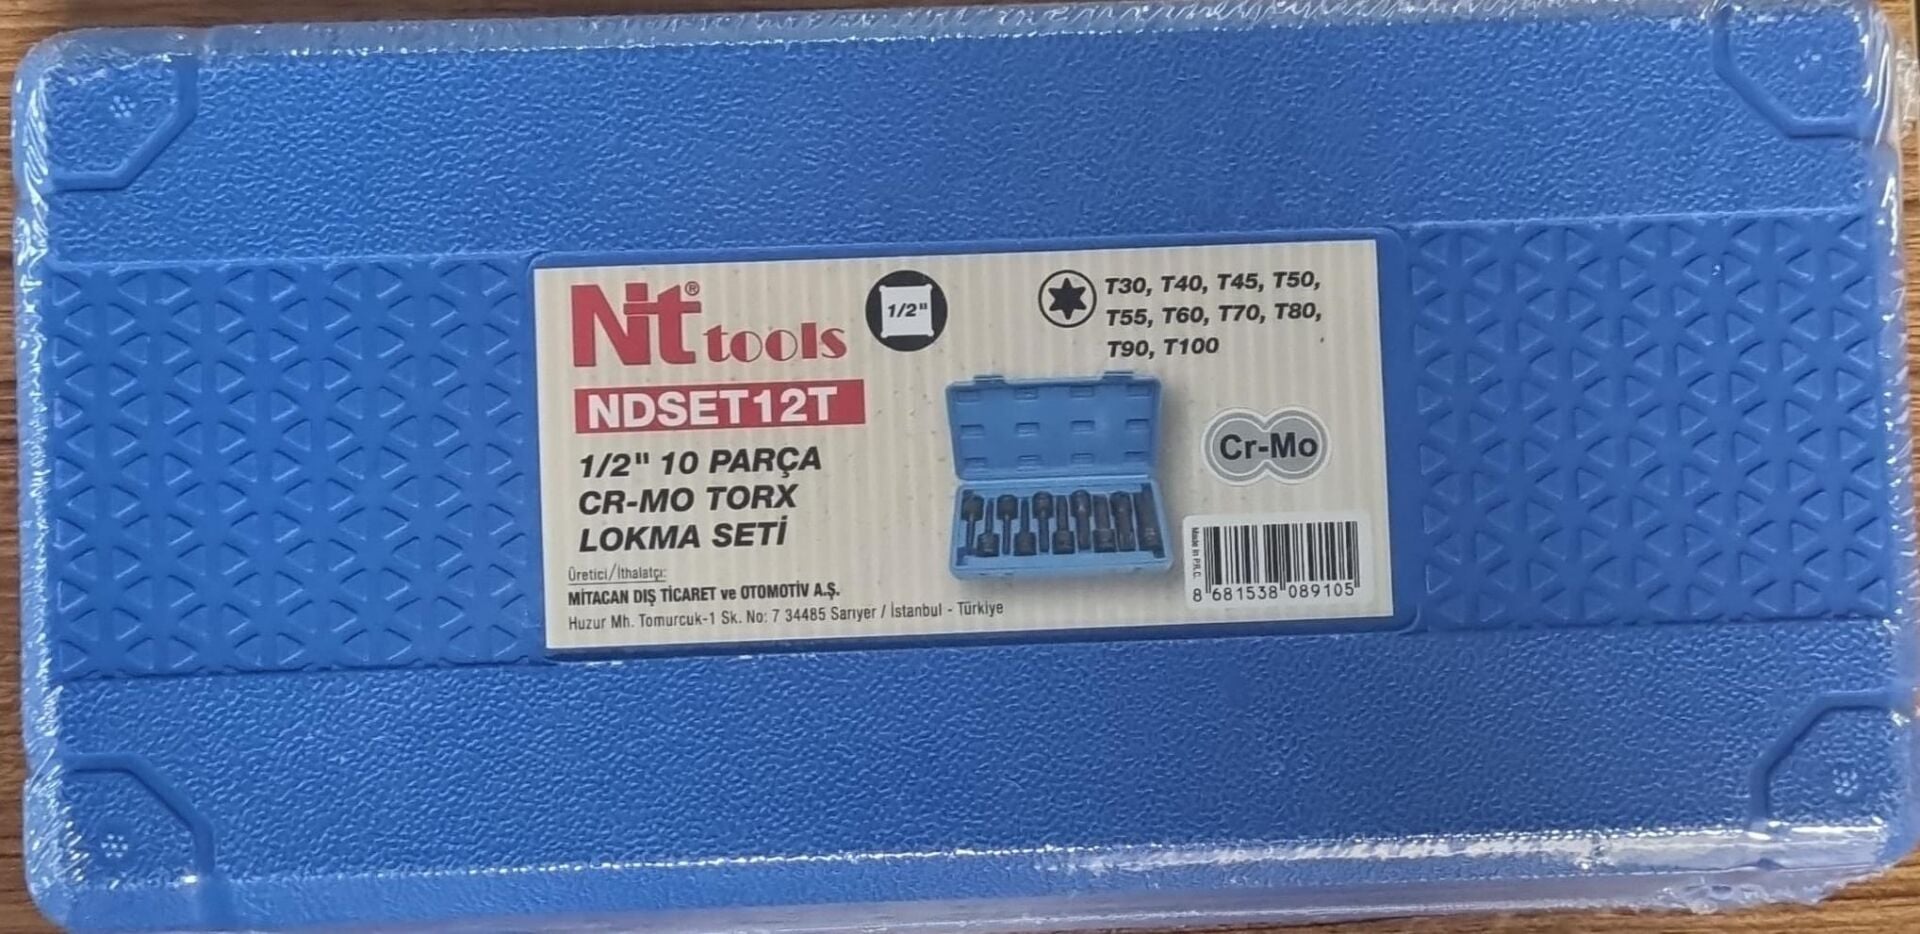 Nt® tools
NDSET12T
1/2" 10 PARÇA
CR-MO TORX
LOKMA SETİ
Üretici/İthalatçı:
MİTACAN DIŞ TİCARET ve OTOMOTİV A.Ş.
Huzur Mh. Tomurcuk-1 Sk. No: 7 34485 Sarıyer / İstanbul - Türkiye
1/2"
T30, T40, T45, T50,
T55, T60, T70, T80,
T90, T100
Cr-Mo
Made In P.R.C.
8 681538 089105